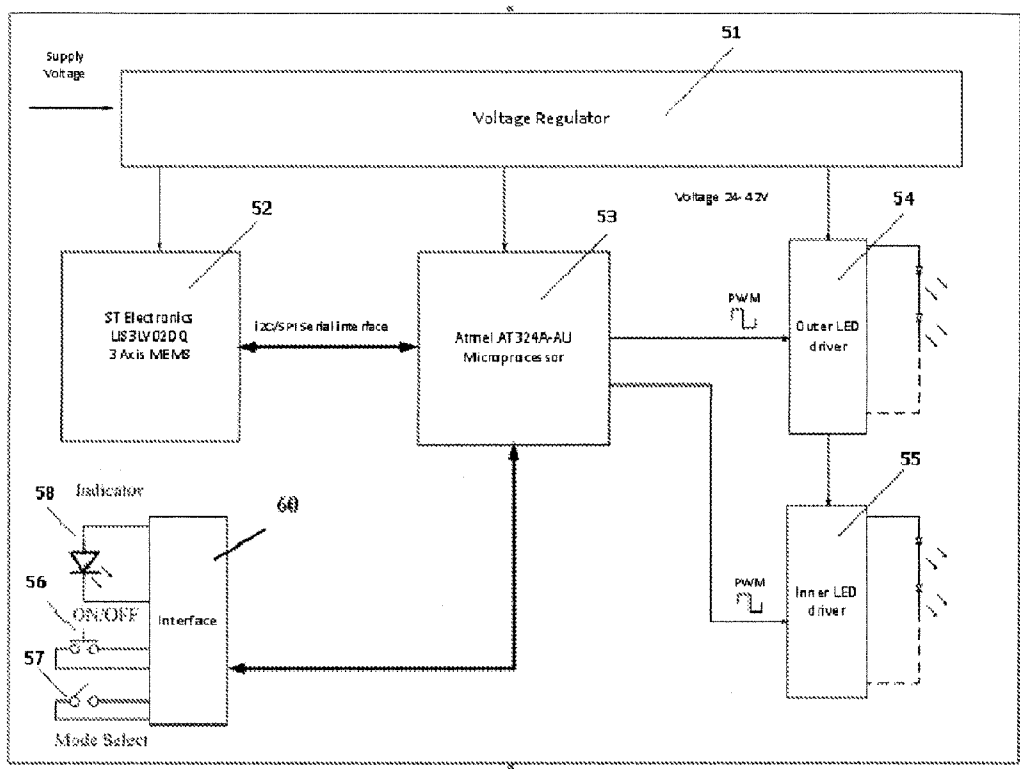 51
Supply
Voltage
Voltage Regulator
Voltage 24-42V
52
53
54
ST Electronics
LIS3LV02DQ
3 Axis MEMS
i2C/SPI Serial interface
Atmel AT324A-AU
Microprocessor
PWM
Outer LED
driver
55
Indicator
58
60
56
ON/OFF
Interface
PWM
Inner LED
driver
57
Mode Select